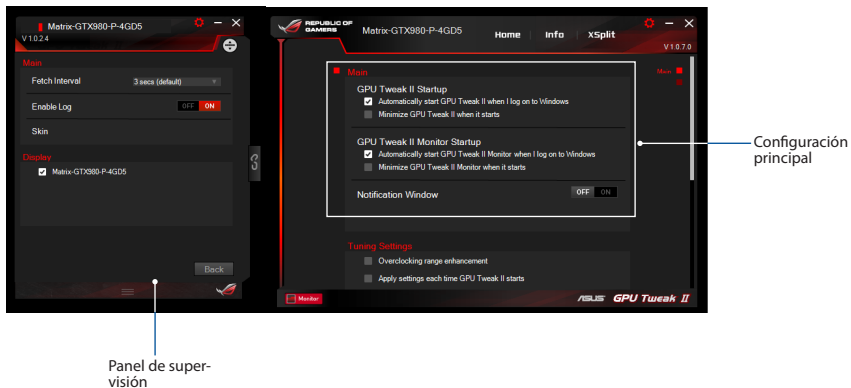 Matrix-GTX980-P-4GD5
V 1.0.2.4
Main
Fetch Interval 3 secs (default)
Enable Log OFF ON
Skin
Display
Matrix-GTX980-P-4GD5
Back
REPUBLIC OF
GAMERS
Matrix-GTX980-P-4GD5
Home Info XSplit
V 1.0.7.0
Main
Main
GPU Tweak II Startup
Automatically start GPU Tweak II when I log on to Windows
Minimize GPU Tweak II when it starts
GPU Tweak II Monitor Startup
Automatically start GPU Tweak II Monitor when I log on to Windows
Minimize GPU Tweak II Monitor when it starts
Notification Window OFF ON
Tuning Settings
Overclocking range enhancement
Apply settings each time GPU Tweak II starts
Monitor
ASUS GPU Tweak II
Configuración
principal
Panel de super-
visión